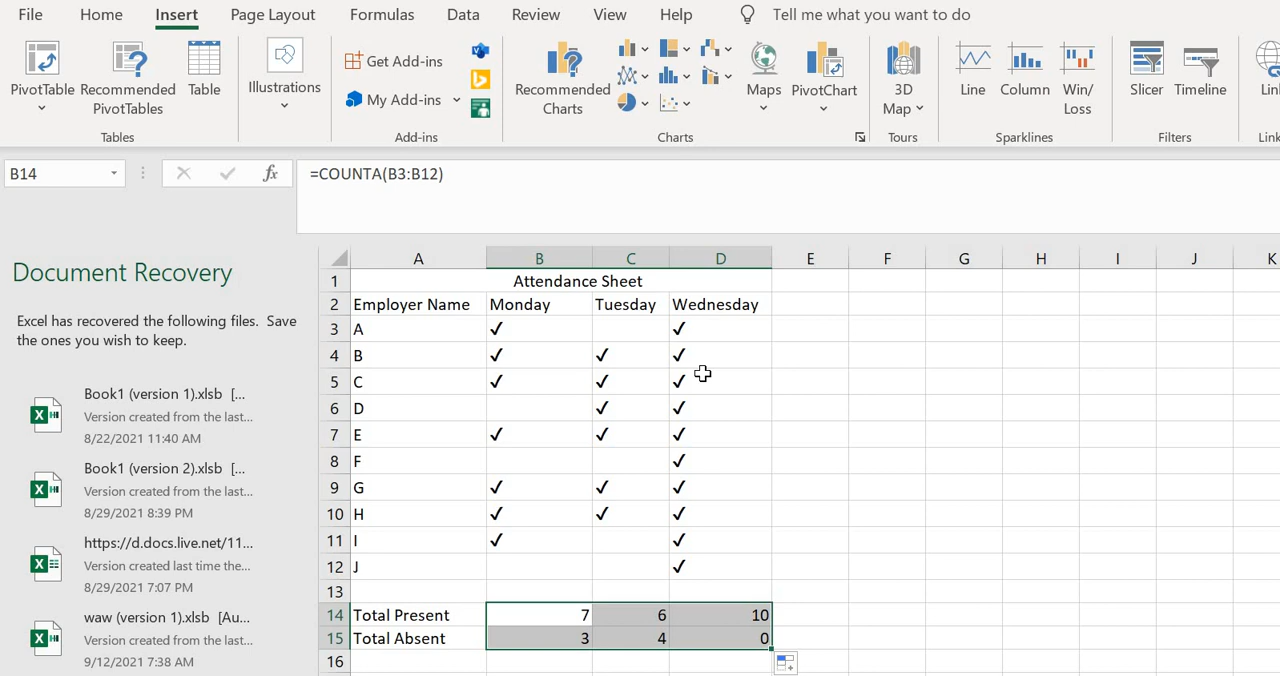 File Home Insert Page Layout Formulas Data Review View Help Tell me what you want to do
PivotTable Recommended PivotTables Table
Tables
Illustrations
Get Add-ins
My Add-ins
Add-ins
Recommended Charts
Maps PivotChart
Charts
3D Map
Tours
Line Column Win/Loss
Sparklines
Slicer Timeline
Filters
B14 fx =COUNTA(B3:B12)
Document Recovery
Excel has recovered the following files. Save
the ones you wish to keep.
Book1 (version 1).xlsb [...
Version created from the last...
8/22/2021 11:40 AM
Book1 (version 2).xlsb [...
Version created from the last...
8/29/2021 8:39 PM
https://d.docs.live.net/11...
Version created last time the...
8/29/2021 7:07 PM
waw (version 1).xlsb [Au...
Version created from the last...
9/12/2021 7:38 AM
A B C D E F G H I J K
1 Attendance Sheet
2 Employer Name Monday Tuesday Wednesday
3 A ✓ ✓
4 B ✓ ✓ ✓
5 C ✓ ✓ ✓
6 D ✓ ✓
7 E ✓ ✓ ✓
8 F ✓
9 G ✓ ✓ ✓
10 H ✓ ✓ ✓
11 I ✓ ✓
12 J ✓
13
14 Total Present 7 6 10
15 Total Absent 3 4 0
16